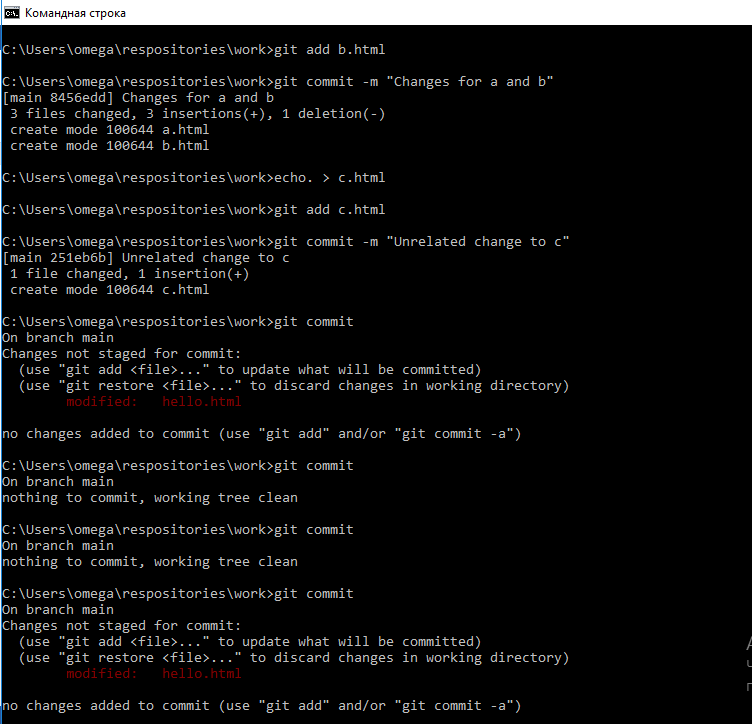 Командная строка
C:\Users\omega\respositories\work>git add b.html
C:\Users\omega\respositories\work>git commit -m "Changes for a and b"
[main 8456edd] Changes for a and b
3 files changed, 3 insertions(+), 1 deletion(-)
create mode 100644 a.html
create mode 100644 b.html
C:\Users\omega\respositories\work>echo. > c.html
C:\Users\omega\respositories\work>git add c.html
C:\Users\omega\respositories\work>git commit -m "Unrelated change to c"
[main 251eb6b] Unrelated change to c
1 file changed, 1 insertion(+)
create mode 100644 c.html
C:\Users\omega\respositories\work>git commit
On branch main
Changes not staged for commit:
(use "git add <file>..." to update what will be committed)
(use "git restore <file>..." to discard changes in working directory)
modified:   hello.html
no changes added to commit (use "git add" and/or "git commit -a")
C:\Users\omega\respositories\work>git commit
On branch main
nothing to commit, working tree clean
C:\Users\omega\respositories\work>git commit
On branch main
nothing to commit, working tree clean
C:\Users\omega\respositories\work>git commit
On branch main
Changes not staged for commit:
(use "git add <file>..." to update what will be committed)
(use "git restore <file>..." to discard changes in working directory)
modified:   hello.html
no changes added to commit (use "git add" and/or "git commit -a")